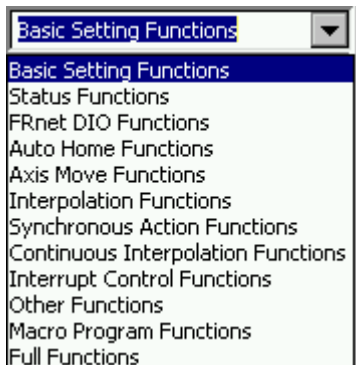 Basic Setting Functions
Basic Setting Functions
Status Functions
FRnet DIO Functions
Auto Home Functions
Axis Move Functions
Interpolation Functions
Synchronous Action Functions
Continuous Interpolation Functions
Interrupt Control Functions
Other Functions
Macro Program Functions
Full Functions